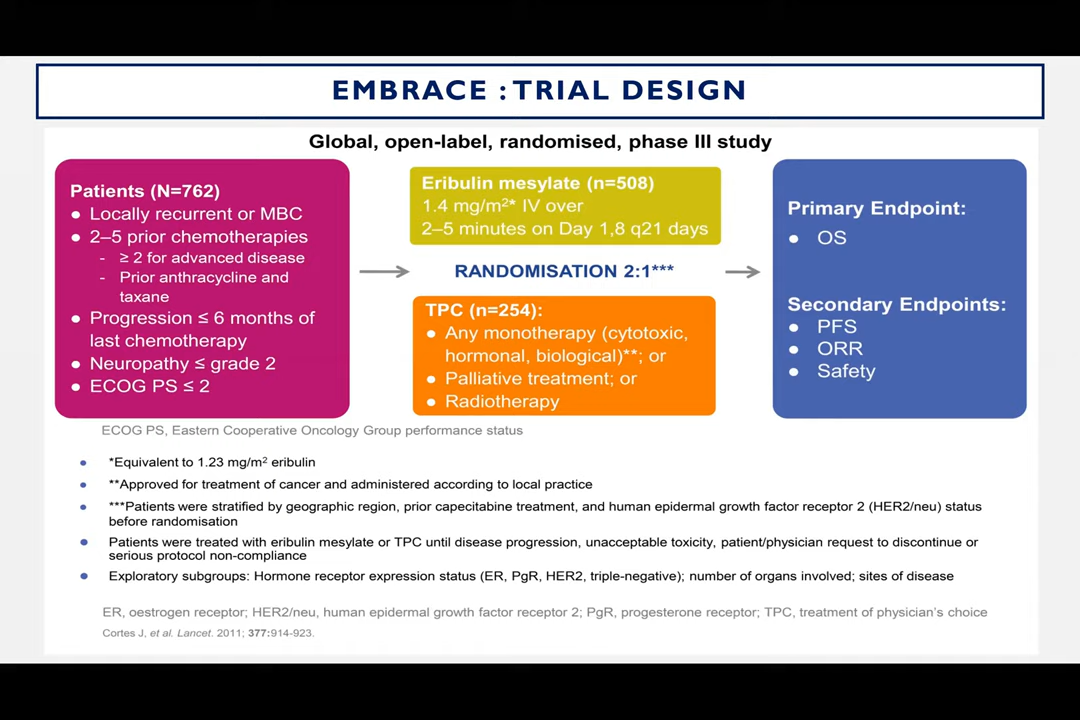 EMBRACE : TRIAL DESIGN
Global, open-label, randomised, phase III study
Patients (N=762)
● Locally recurrent or MBC
● 2–5 prior chemotherapies
- ≥ 2 for advanced disease
- Prior anthracycline and
taxane
● Progression ≤ 6 months of
last chemotherapy
● Neuropathy ≤ grade 2
● ECOG PS ≤ 2
Eribulin mesylate (n=508)
1.4 mg/m²* IV over
2–5 minutes on Day 1,8 q21 days
RANDOMISATION 2:1***
TPC (n=254):
● Any monotherapy (cytotoxic,
hormonal, biological)**; or
● Palliative treatment; or
● Radiotherapy
Primary Endpoint:
● OS
Secondary Endpoints:
● PFS
● ORR
● Safety
ECOG PS, Eastern Cooperative Oncology Group performance status
● *Equivalent to 1.23 mg/m² eribulin
● **Approved for treatment of cancer and administered according to local practice
● ***Patients were stratified by geographic region, prior capecitabine treatment, and human epidermal growth factor receptor 2 (HER2/neu) status
before randomisation
● Patients were treated with eribulin mesylate or TPC until disease progression, unacceptable toxicity, patient/physician request to discontinue or
serious protocol non-compliance
● Exploratory subgroups: Hormone receptor expression status (ER, PgR, HER2, triple-negative); number of organs involved; sites of disease
ER, oestrogen receptor; HER2/neu, human epidermal growth factor receptor 2; PgR, progesterone receptor; TPC, treatment of physician's choice
Cortes J, et al. Lancet. 2011; 377:914-923.